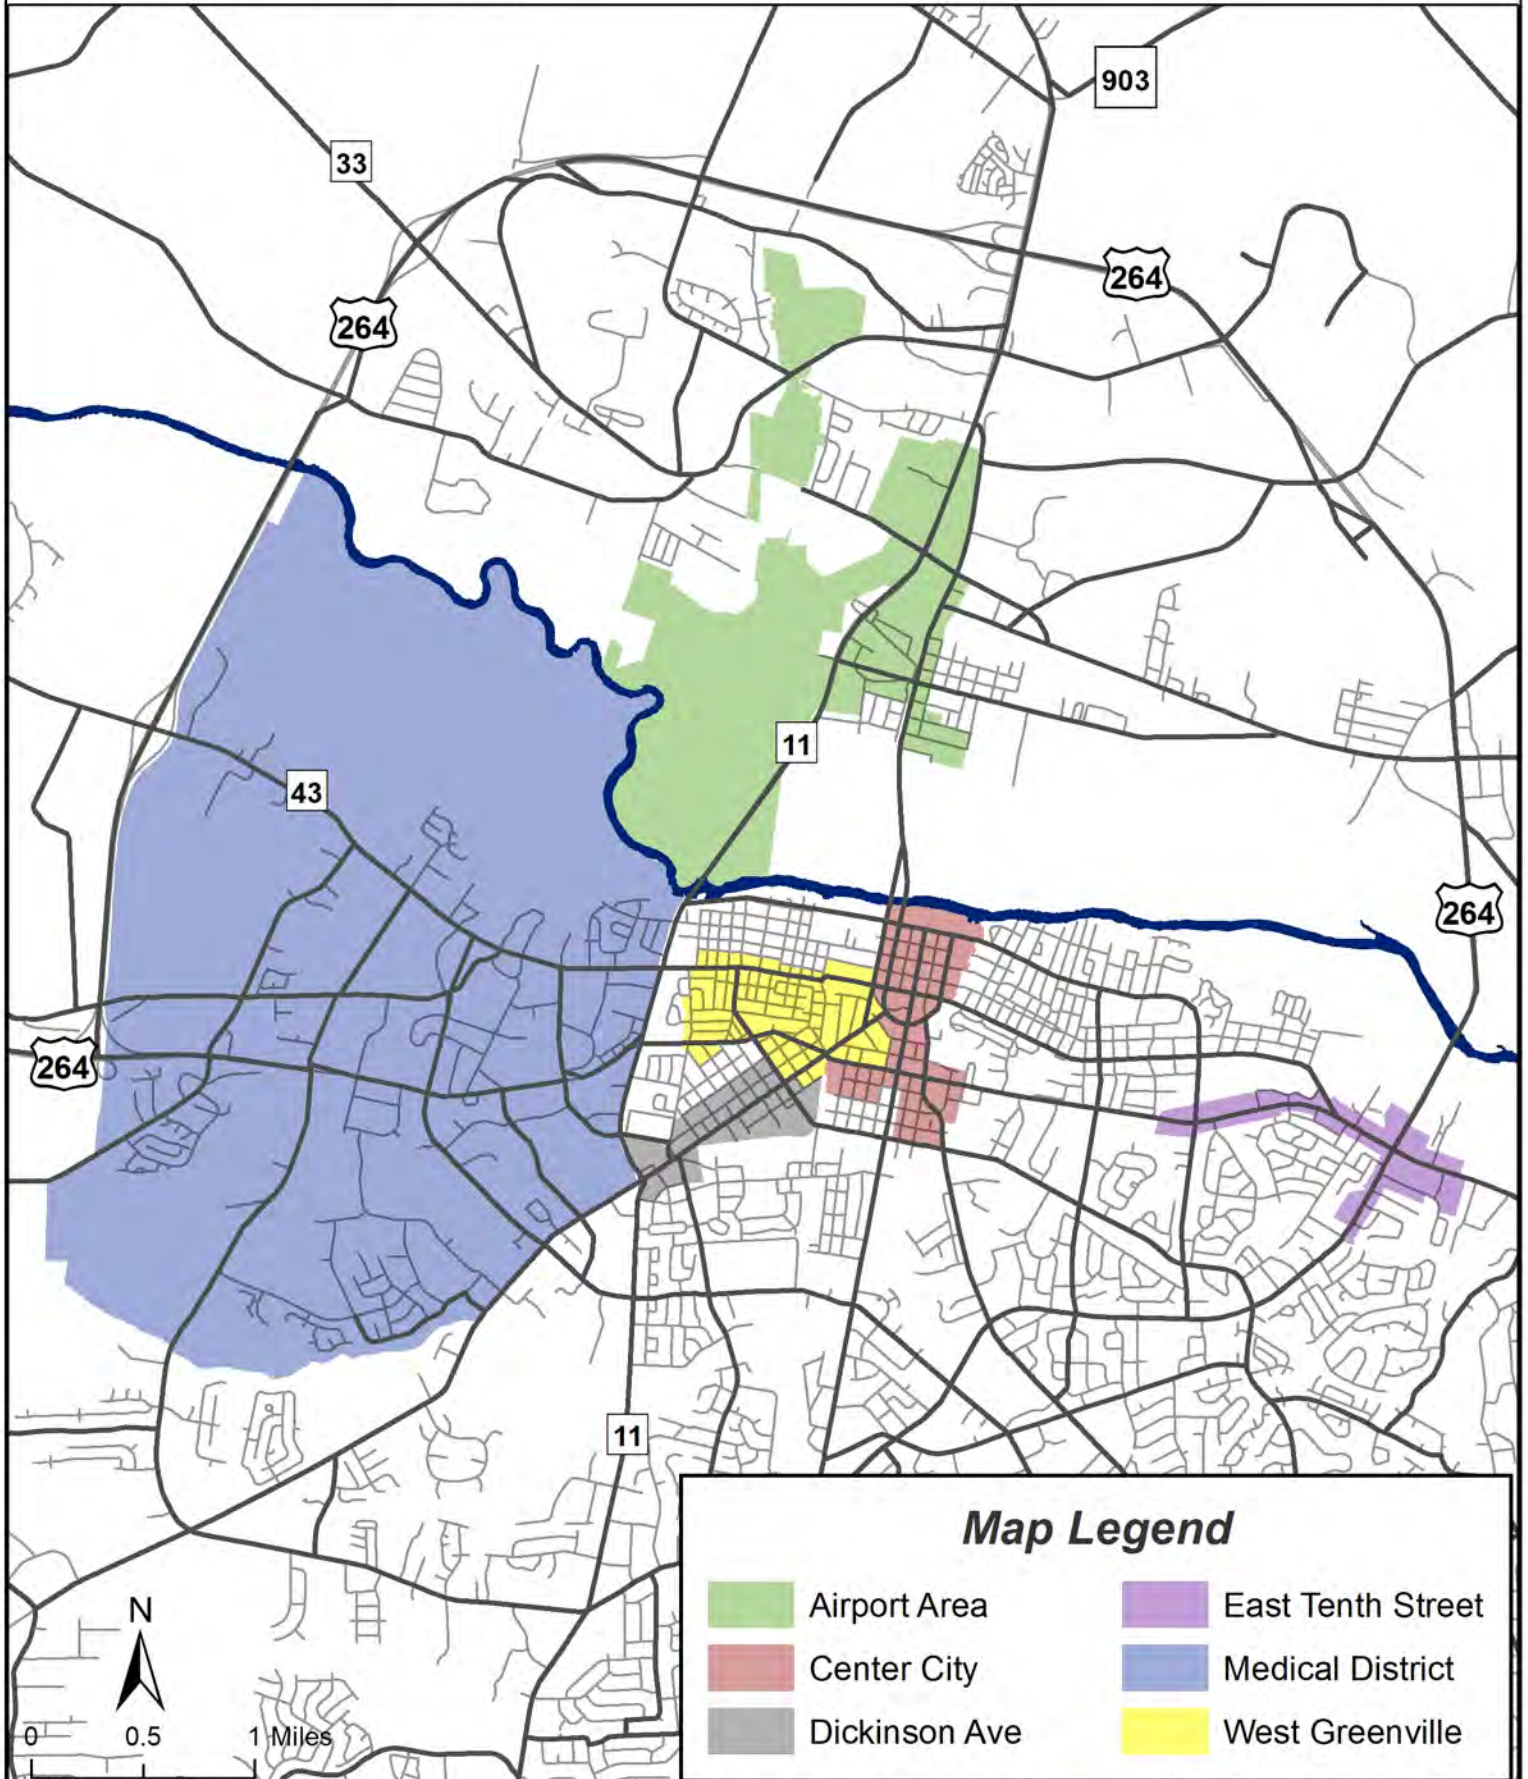 903
33
264
264
11
43
264
264
11
Map Legend
Airport Area
East Tenth Street
Center City
Medical District
Dickinson Ave
West Greenville
N
0 0.5 1 Miles